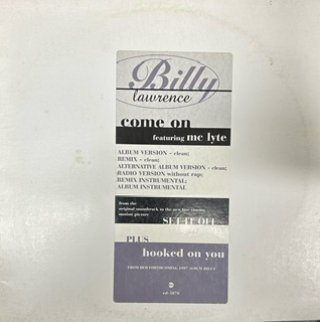 Billy
lawrence
come on
featuring mc lyte
ALBUM VERSION - clean;
REMIX - clean;
ALTERNATIVE ALBUM VERSION - clean;
RADIO VERSION without rap;
REMIX INSTRUMENTAL;
ALBUM INSTRUMENTAL
from the
original soundtrack to the new line cinema
motion picture
SET IT OFF
PLUS
hooked on you
FROM HER FORTHCOMING 1997 ALBUM